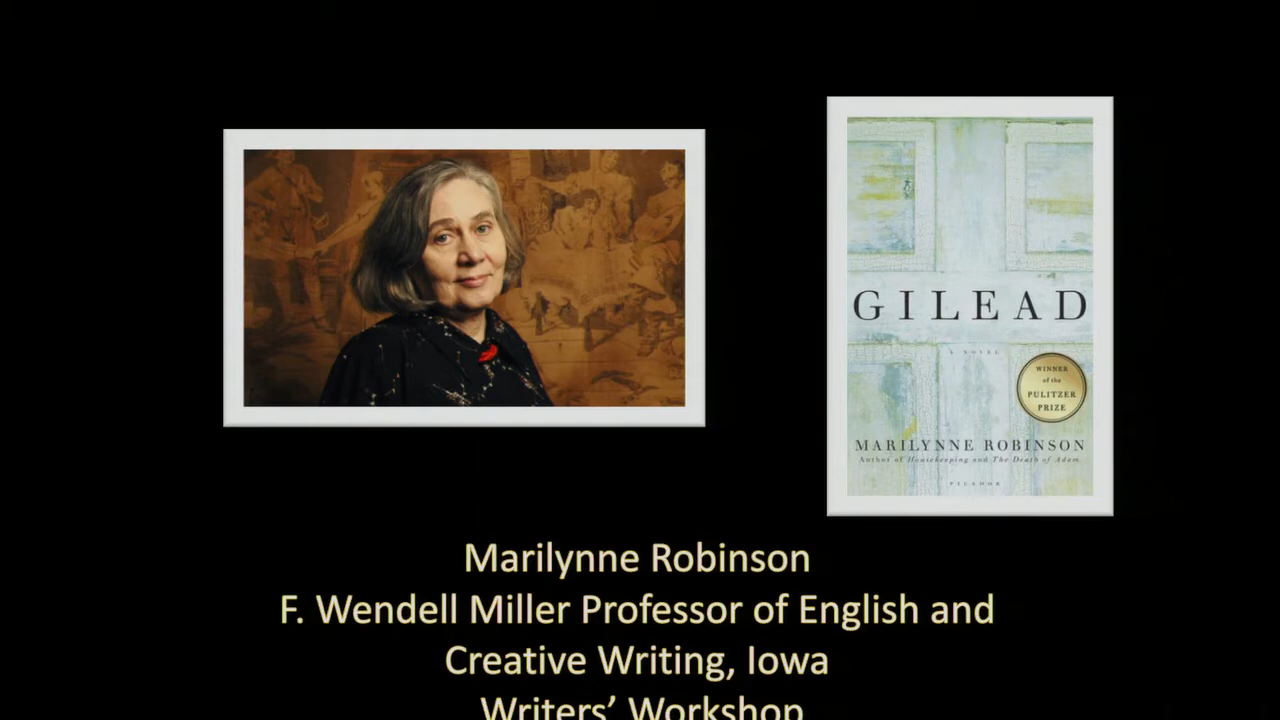 GILEAD
A NOVEL
WINNER
of the
PULITZER
PRIZE
MARILYNNE ROBINSON
Author of Housekeeping and The Death of Adam
PICADOR
Marilynne Robinson
F. Wendell Miller Professor of English and
Creative Writing, Iowa
Writers’ Workshop